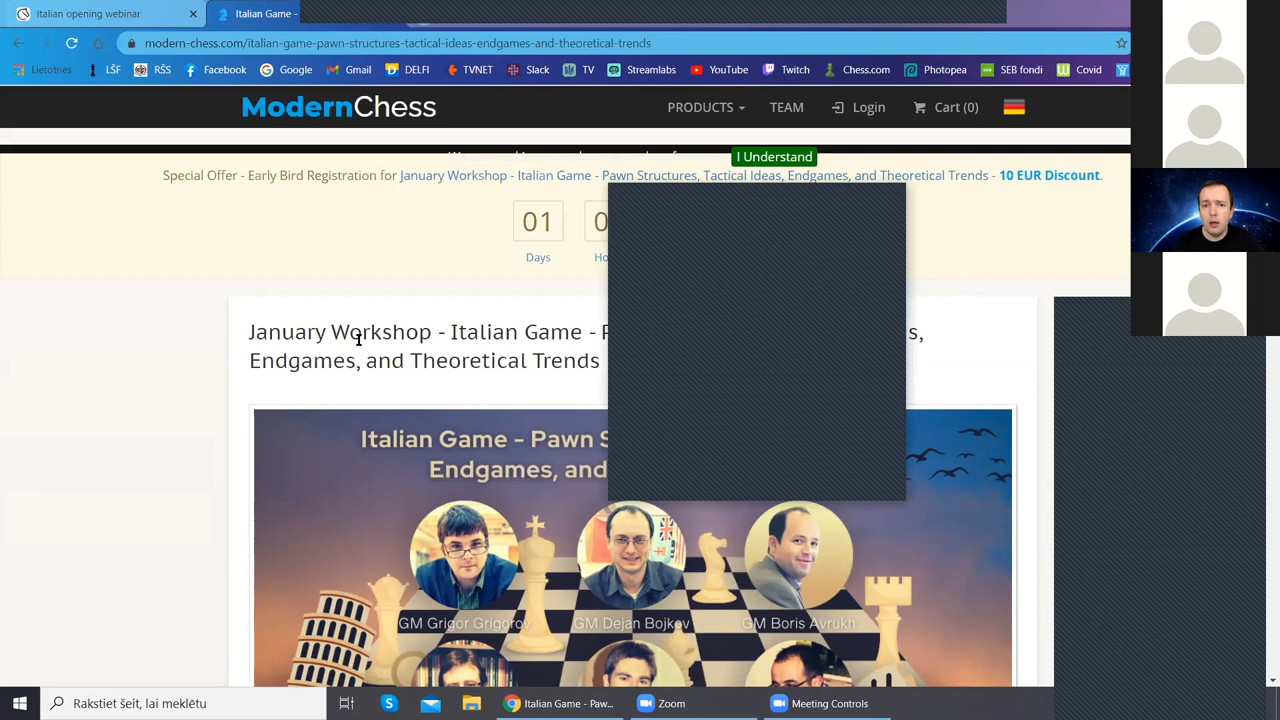 Italian opening webinar
Italian Game -
modern-chess.com/italian-game-pawn-structures-tactical-ideas-endgames-and-theoretical-trends
Lietotnes LŠF RŠS Facebook Google Gmail DELFI TVNET Slack TV Streamlabs YouTube Twitch Chess.com Photopea SEB fondi Covid
ModernChess PRODUCTS TEAM Login Cart (0)
I Understand
Special Offer - Early Bird Registration for January Workshop - Italian Game - Pawn Structures, Tactical Ideas, Endgames, and Theoretical Trends - 10 EUR Discount.
01 0
Days Ho
January Workshop - Italian Game - P s,
Endgames, and Theoretical Trends
Italian Game - Pawn S
Endgames, and
GM Grigor Grigorov GM Dejan Bojkov GM Boris Avrukh
Rakstiet šeit, lai meklētu
Italian Game - Paw...
Zoom
Meeting Controls